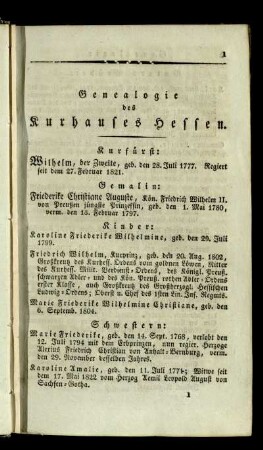 1
Genealogie
des
Kurhauses Hessen.
Kurfürst:
Wilhelm, der Zweite, geb. den 28. Juli 1777. Regiert
seit dem 27. Februar 1821.
Gemalin:
Friederike Christiane Auguste, Kön. Friedrich Wilhelm II.
von Preussen jüngste Prinzessin, geb. den 1. Mai 1780,
verm. den 13. Februar 1797.
Kinder:
Karoline Friederike Wilhelmine, geb. den 29. Juli
1799.
Friedrich Wilhelm, Kurprinz, geb. den 20. Aug. 1802,
Großkreuz des Kurhess. Ordens vom goldnen Löwen, Ritter
des Kurhess. Milit. Verdienst-Ordens, des Königl. Preuß.
schwarzen Adler- und des Kön. Preuß. rothen Adler-Ordens
erster Klasse, auch Großkreuz des Großherzogl. Hessischen
Ludwig-Ordens; Oberst u. Chef des 1sten Lin. Inf. Regmts.
Marie Friederike Wilhelmine Christiane, geb. den
6. Septemb. 1804.
Schwestern:
Marie Friederike, geb. den 14. Sept. 1768, verlobt den
12. Juli 1794 mit dem Erbprinzen, nun regier. Herzoge
Alexius Friedrich Christian von Anhalt-Bernburg, verm.
den 29. November desselben Jahres.
Karoline Amalie, geb. den 11. Juli 1771; Witwe seit
dem 17. Mai 1822 vom Herzog Aemil Leopold August von
Sachsen-Gotha.
1